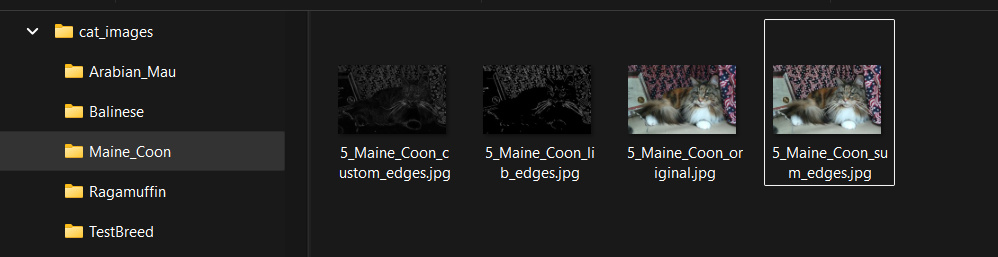 cat_images
Arabian_Mau
Balinese
Maine_Coon
Ragamuffin
TestBreed
5_Maine_Coon_c
ustom_edges.jpg
5_Maine_Coon_li
b_edges.jpg
5_Maine_Coon_or
iginal.jpg
5_Maine_Coon_su
m_edges.jpg